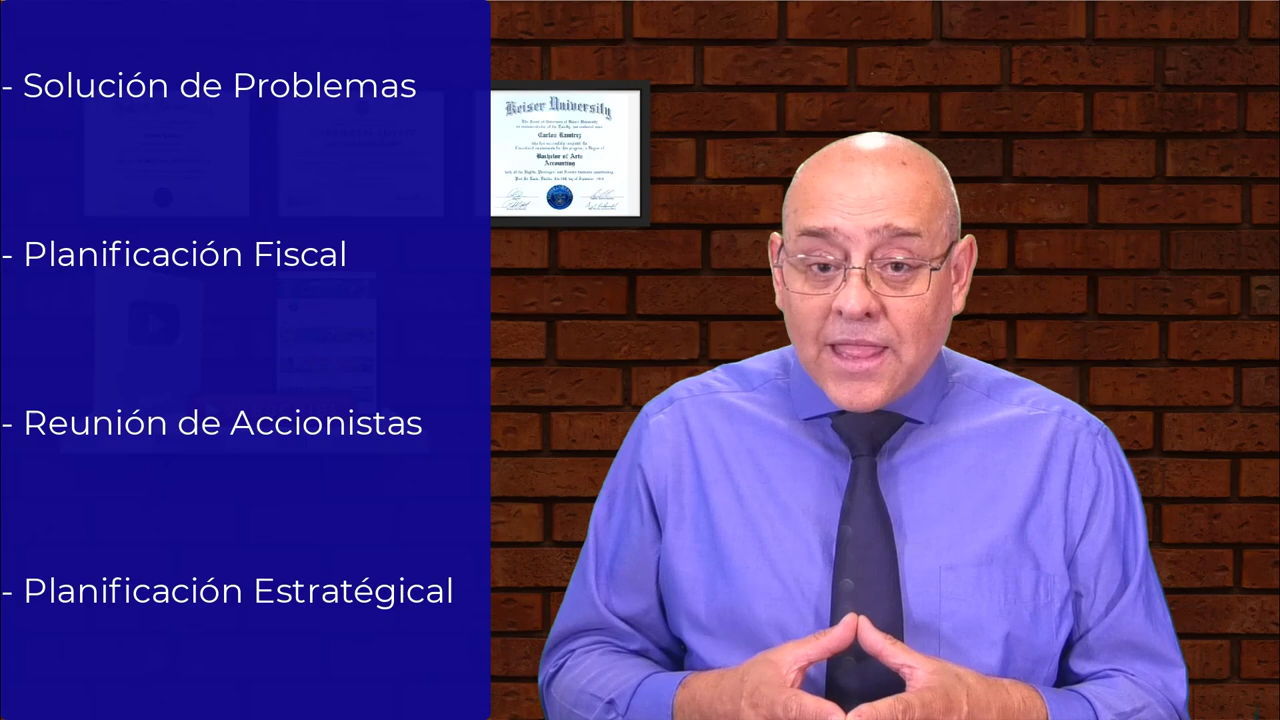 - Solución de Problemas
- Planificación Fiscal
- Reunión de Accionistas
- Planificación Estratégical
Keiser University
Carlos Ramirez
Bachelor of Arts
Accounting